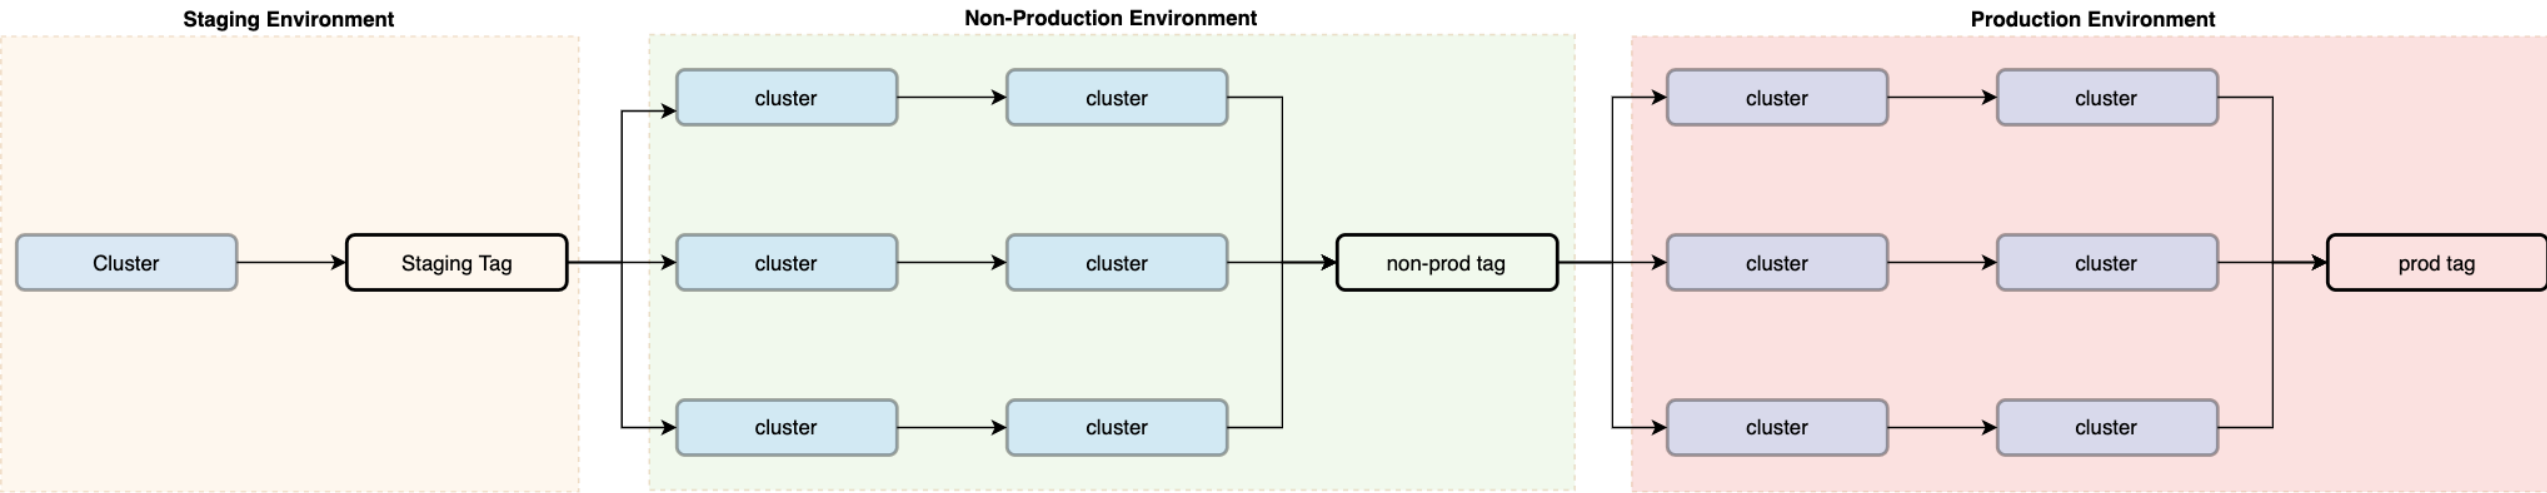 Staging Environment
Non-Production Environment
Production Environment
cluster
cluster
cluster
cluster
Cluster
Staging Tag
cluster
cluster
non-prod tag
cluster
cluster
prod tag
cluster
cluster
cluster
cluster